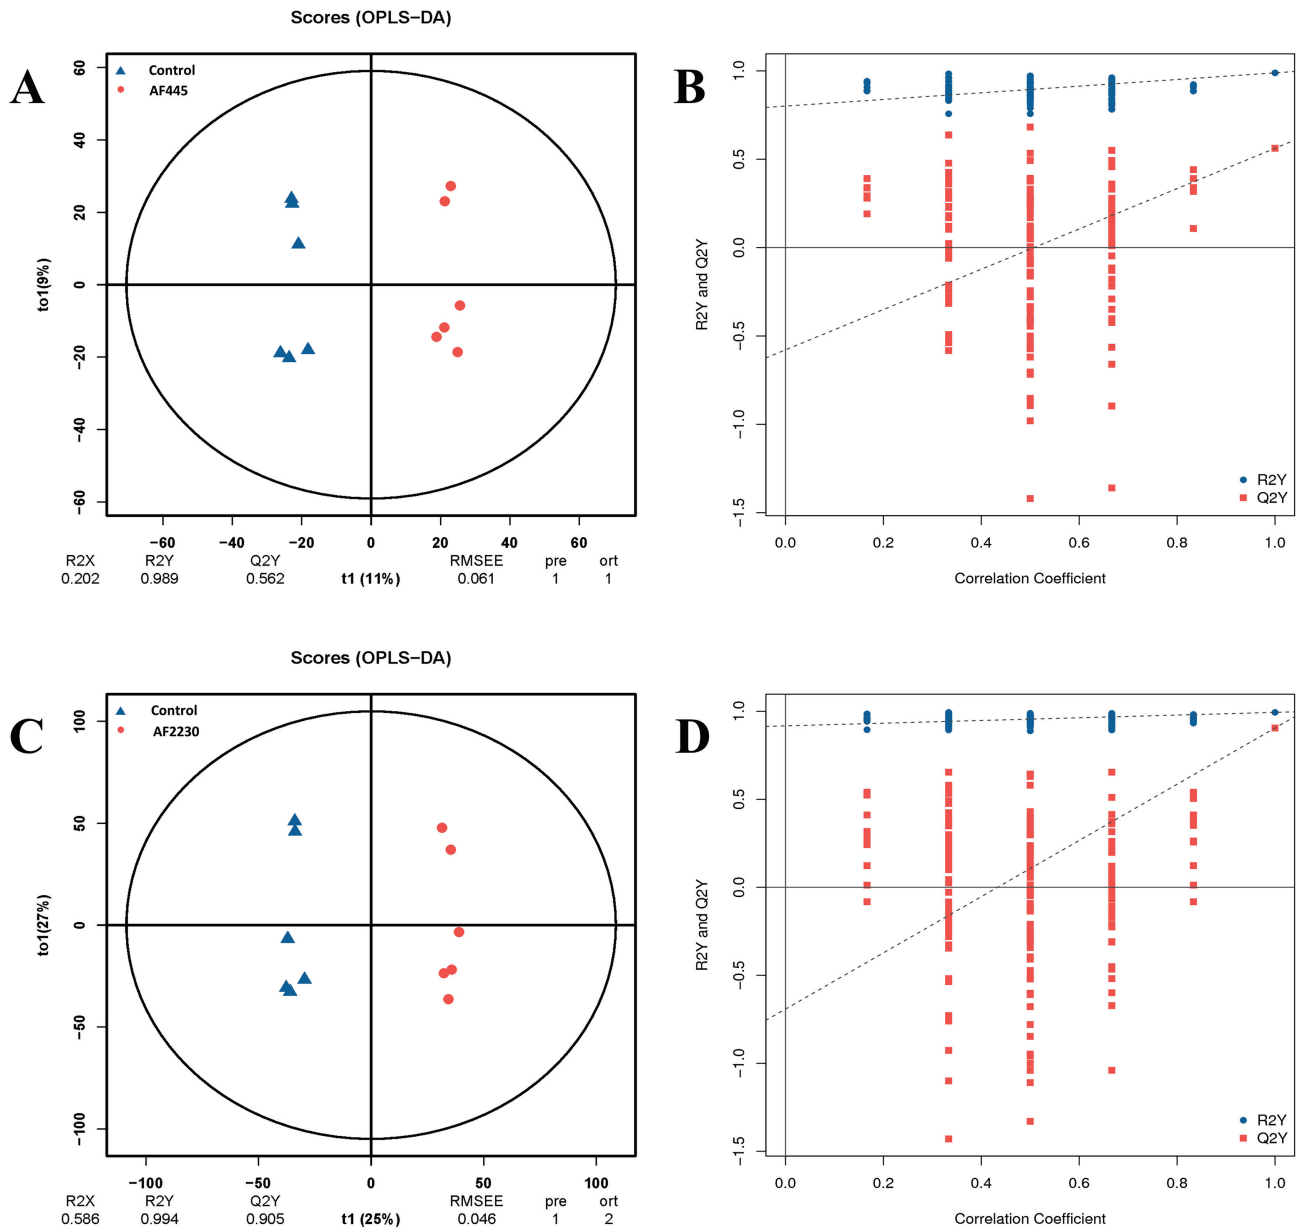 Scores (OPLS−DA)
A
Control
AF445
60
40
20
0
−20
−40
−60
to1(9%)
−60 −40 −20 0 20 40 60
R2X R2Y Q2Y RMSEE pre ort
0.202 0.989 0.562 t1 (11%) 0.061 1 1
B
1.0
0.5
0.0
−0.5
−1.0
−1.5
R2Y and Q2Y
R2Y
Q2Y
0.0 0.2 0.4 0.6 0.8 1.0
Correlation Coefficient
Scores (OPLS−DA)
C
Control
AF2230
100
50
0
−50
−100
to1(27%)
−100 −50 0 50 100
R2X R2Y Q2Y RMSEE pre ort
0.586 0.994 0.905 t1 (25%) 0.046 1 2
D
1.0
0.5
0.0
−0.5
−1.0
−1.5
R2Y and Q2Y
R2Y
Q2Y
0.0 0.2 0.4 0.6 0.8 1.0
Correlation Coefficient